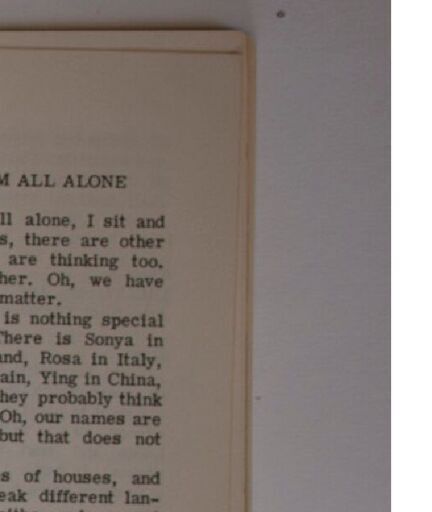 M ALL ALONE
ll alone, I sit and
s, there are other
are thinking too.
her. Oh, we have
matter.
is nothing special
There is Sonya in
and, Rosa in Italy,
ain, Ying in China,
they probably think
Oh, our names are
but that does not
s of houses, and
eak different lan-